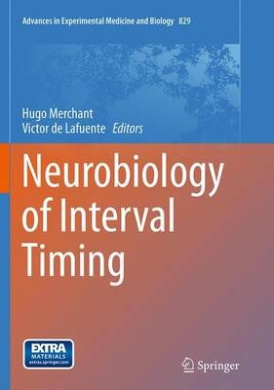 Advances in Experimental Medicine and Biology 829
Hugo Merchant
Victor de Lafuente Editors
Neurobiology
of Interval
Timing
EXTRA
MATERIALS
extras.springer.com
Springer